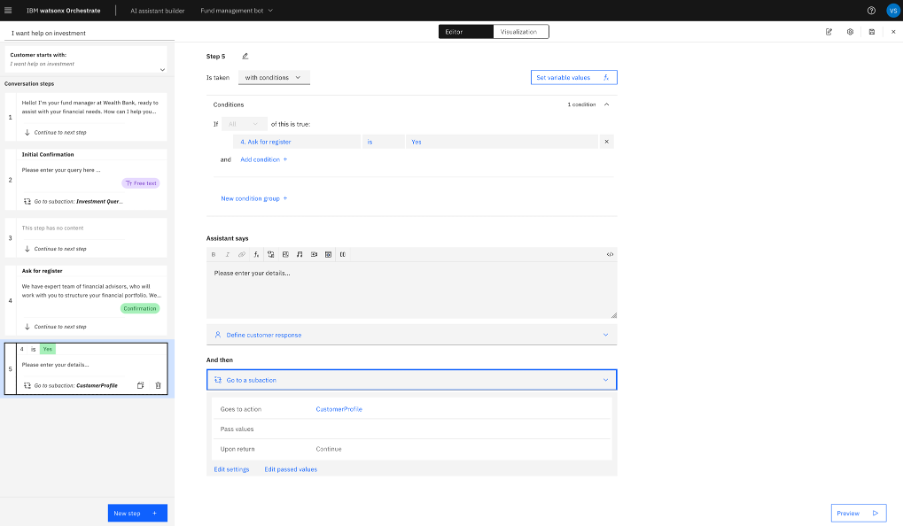 IBM watsonx Orchestrate
AI assistant builder
Fund management bot
VS
I want help on investment
Editor
Visualization
Customer starts with:
I want help on investment
Conversation steps
1
Hello! I'm your fund manager at Wealth Bank, ready to
assist with your financial needs. How can I help you...
Continue to next step
2
Initial Confirmation
Please enter your query here ...
Free text
Go to subaction: Investment Quer...
3
This step has no content
Continue to next step
4
Ask for register
We have expert team of financial advisors, who will
work with you to structure your financial portfolio. We...
Confirmation
Continue to next step
5
4 is Yes
Please enter your details...
Go to subaction: CustomerProfile
New step +
Step 5
Is taken
with conditions
Set variable values
Conditions
1 condition
If
All
of this is true:
4. Ask for register
is
Yes
and
Add condition +
New condition group +
Assistant says
B I
Please enter your details...
Define customer response
And then
Go to a subaction
Goes to action
CustomerProfile
Pass values
Upon return
Continue
Edit settings
Edit passed values
Preview